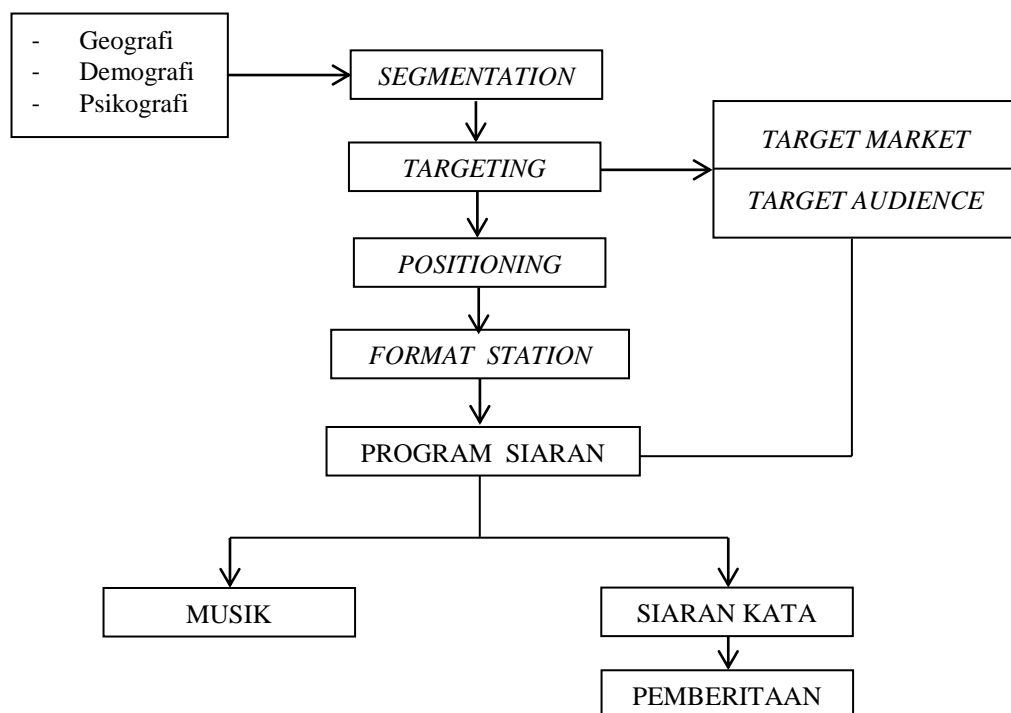 - Geografi
- Demografi
- Psikografi
SEGMENTATION
TARGETING
TARGET MARKET
TARGET AUDIENCE
POSITIONING
FORMAT STATION
PROGRAM SIARAN
MUSIK
SIARAN KATA
PEMBERITAAN